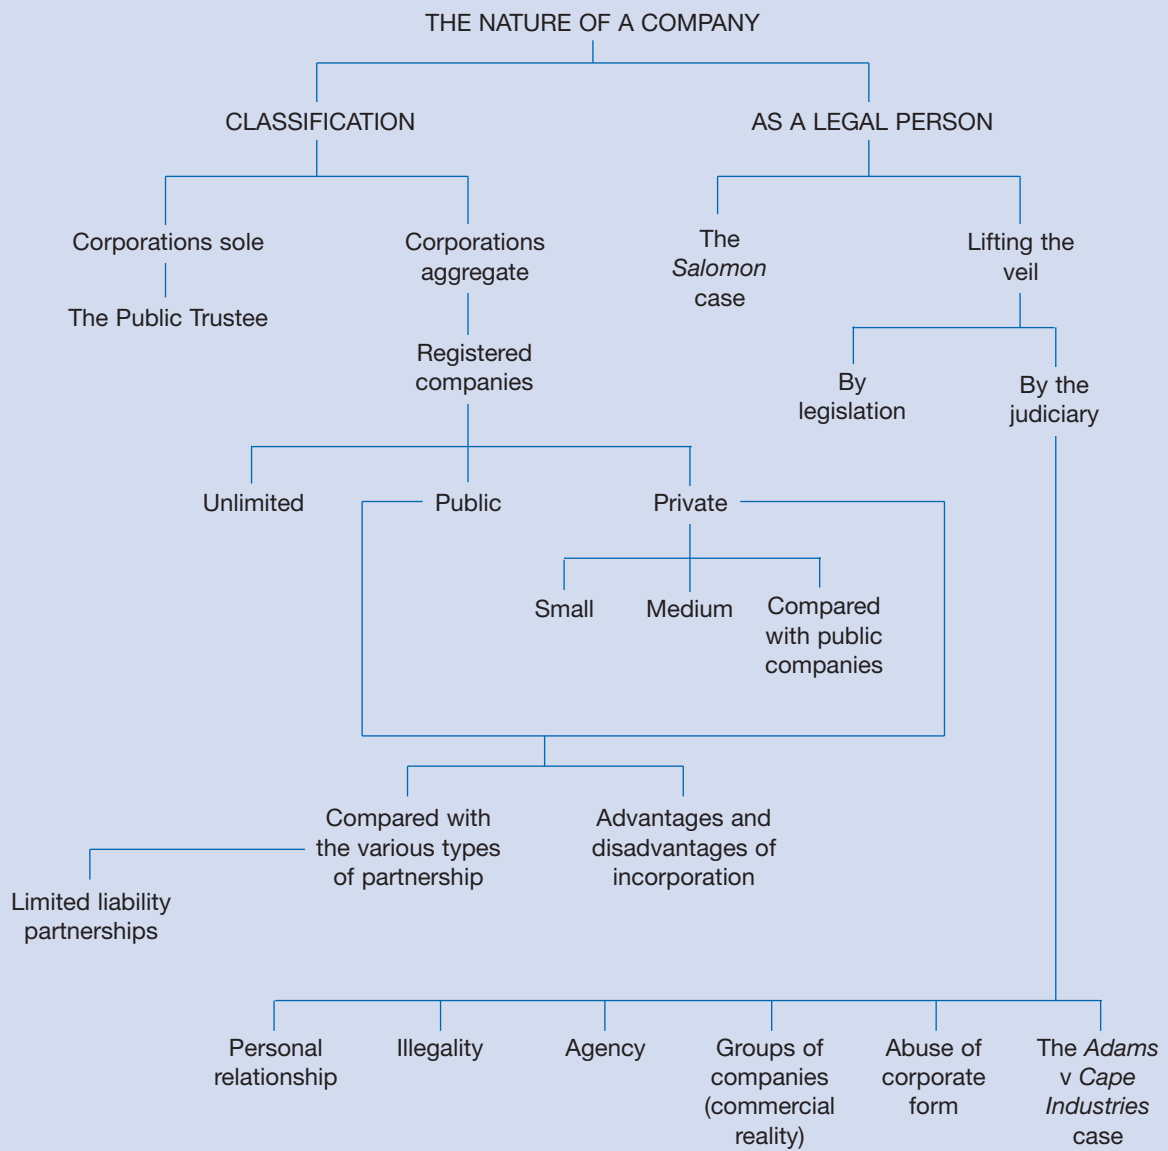 THE NATURE OF A COMPANY
CLASSIFICATION
AS A LEGAL PERSON
Corporations sole
Corporations
aggregate
The
Salomon
case
Lifting the
veil
The Public Trustee
Registered
companies
By
legislation
By the
judiciary
Unlimited
Public
Private
Small
Medium
Compared
with public
companies
Compared with
the various types
of partnership
Advantages and
disadvantages of
incorporation
Limited liability
partnerships
Personal
relationship
Illegality
Agency
Groups of
companies
(commercial
reality)
Abuse of
corporate
form
The Adams
v Cape
Industries
case